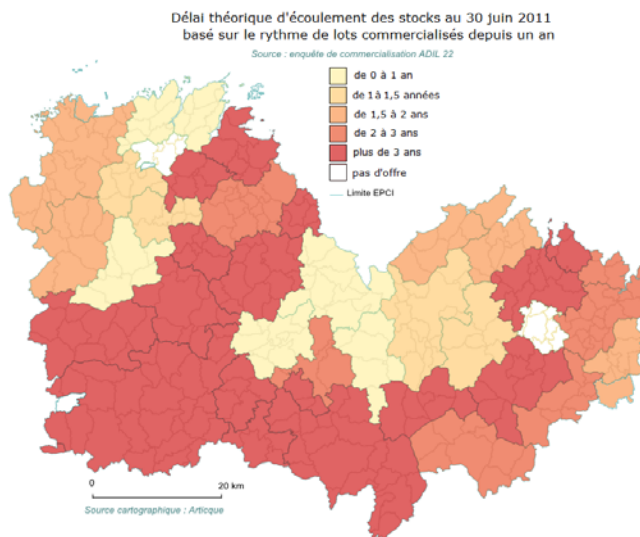 Délai théorique d'écoulement des stocks au 30 juin 2011
basé sur le rythme de lots commercialisés depuis un an
Source : enquête de commercialisation ADIL 22
de 0 à 1 an
de 1 à 1,5 années
de 1,5 à 2 ans
de 2 à 3 ans
plus de 3 ans
pas d'offre
Limite EPCI
0 20 km
Source cartographique : Articque